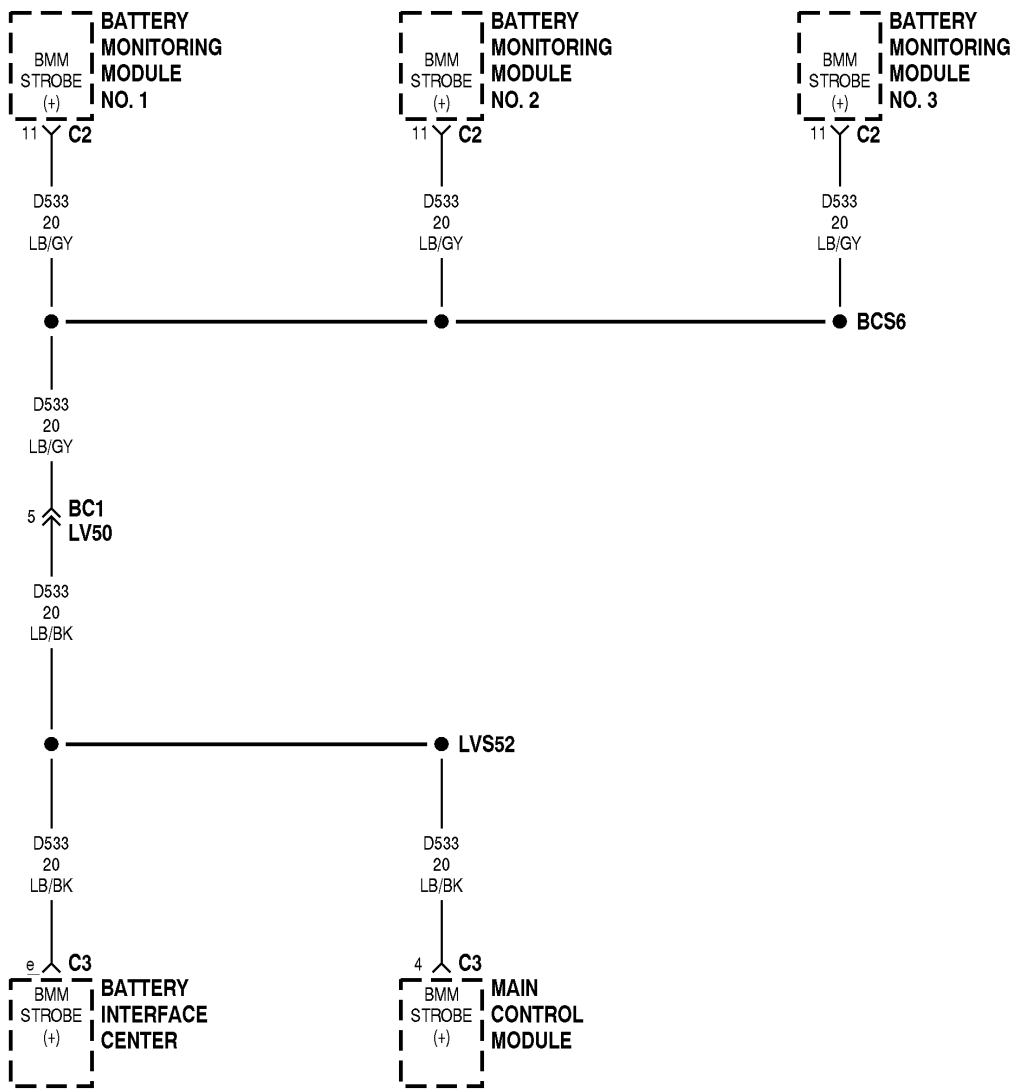 BATTERY
MONITORING
MODULE
NO. 1
BMM
STROBE
(+)
11
C2
BATTERY
MONITORING
MODULE
NO. 2
BMM
STROBE
(+)
11
C2
BATTERY
MONITORING
MODULE
NO. 3
BMM
STROBE
(+)
11
C2
D533
20
LB/GY
D533
20
LB/GY
D533
20
LB/GY
BCS6
D533
20
LB/GY
5
BC1
LV50
D533
20
LB/BK
LVS52
D533
20
LB/BK
D533
20
LB/BK
e
C3
BMM
STROBE
(+)
BATTERY
INTERFACE
CENTER
4
C3
BMM
STROBE
(+)
MAIN
CONTROL
MODULE